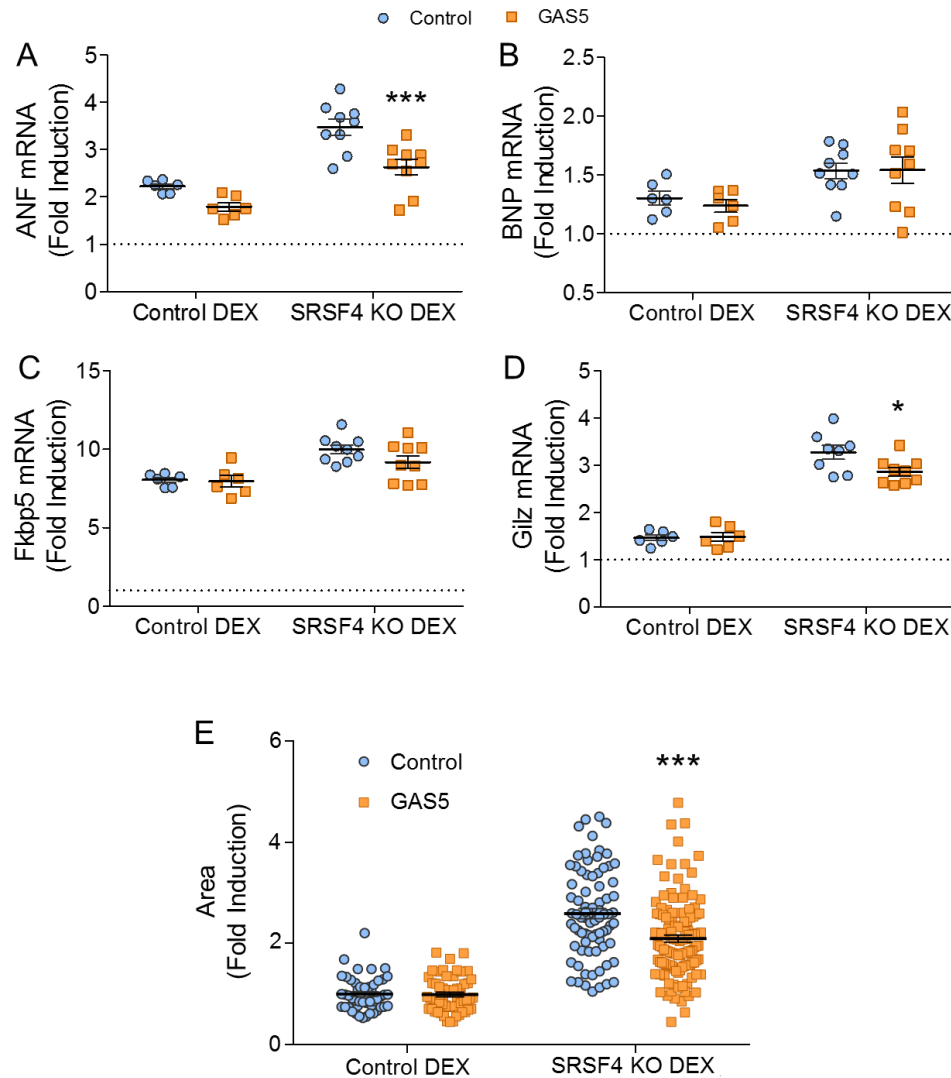 Control GAS5
A
ANF mRNA
(Fold Induction)
5
4
3
2
1
0
***
Control DEX SRSF4 KO DEX
B
BNP mRNA
(Fold Induction)
2.5
2.0
1.5
1.0
0.5
Control DEX SRSF4 KO DEX
C
Fkbp5 mRNA
(Fold Induction)
15
10
5
0
Control DEX SRSF4 KO DEX
D
Gilz mRNA
(Fold Induction)
5
4
3
2
1
0
*
Control DEX SRSF4 KO DEX
E
Area
(Fold Induction)
6
4
2
0
Control
GAS5
***
Control DEX SRSF4 KO DEX